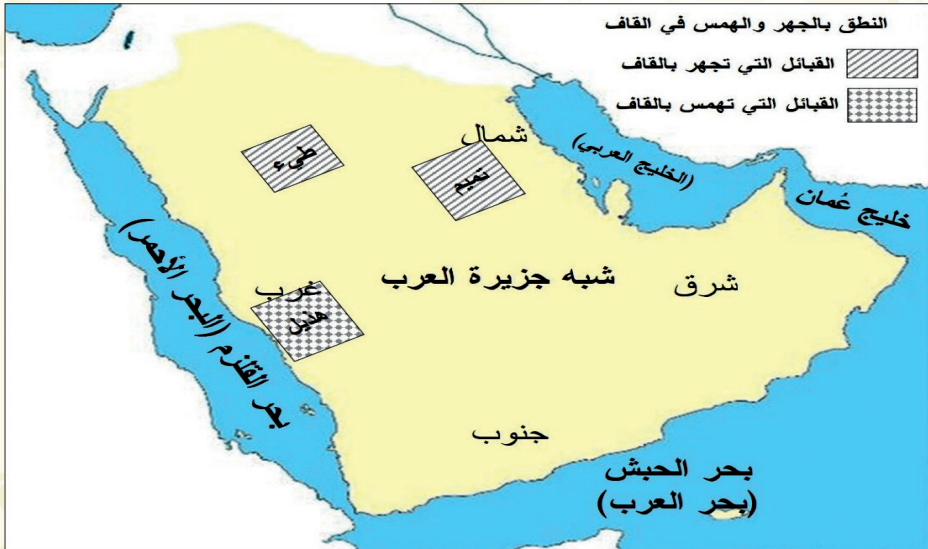 النطق بالجهر والهمس في القاف
القبائل التي تجهر بالقاف
القبائل التي تهمس بالقاف
شمال
طيء
تميم
(الخليج العربي)
خليج عُمان
شبه جزيرة العرب
شرق
غرب
هذيل
بحر القلزم (البحر الأحمر)
جنوب
بحر الحبش
(بحر العرب)